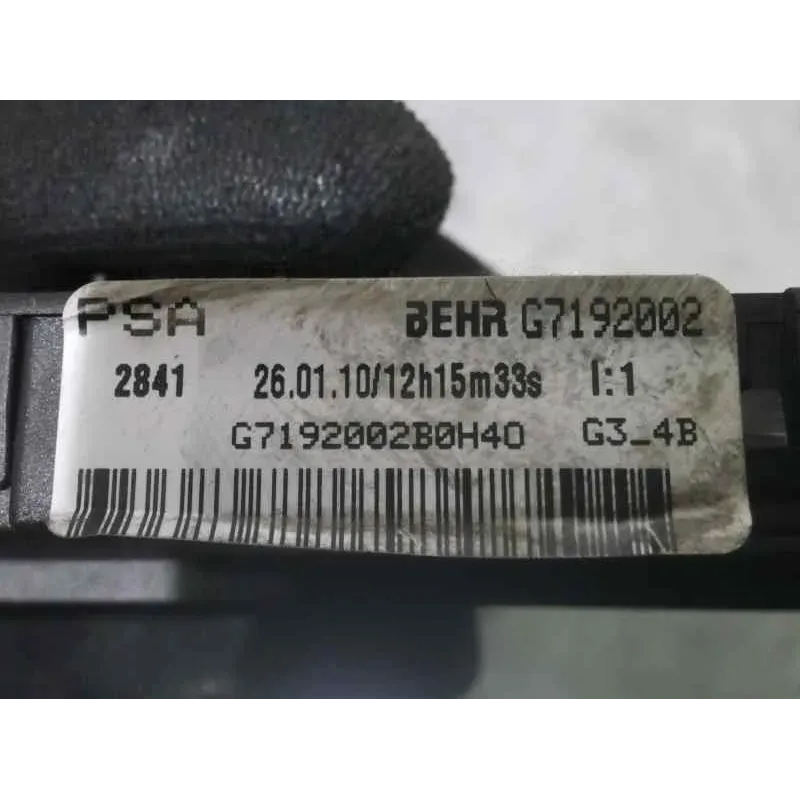 PSA BEHR G7192002
2841 26.01.10/12h15m33s I:1
G7192002B0H40 G3_4B